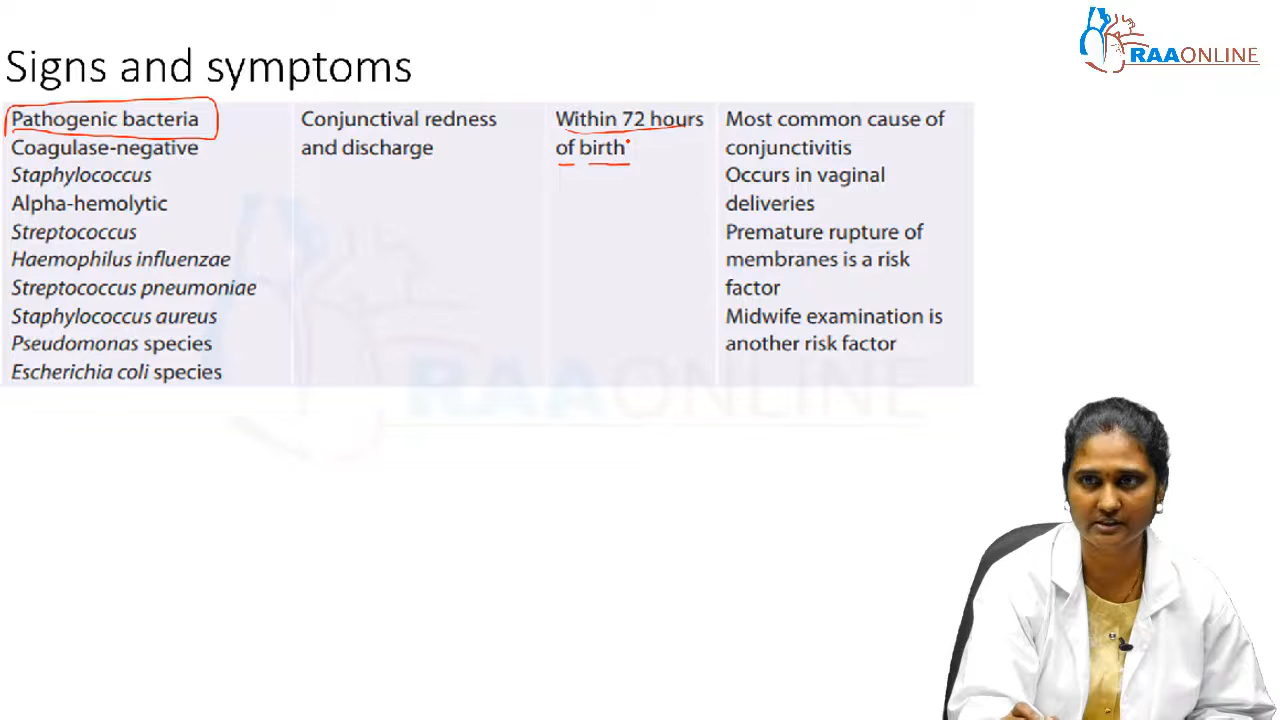 RAAONLINE
Signs and symptoms
Pathogenic bacteria
Coagulase-negative
Staphylococcus
Alpha-hemolytic
Streptococcus
Haemophilus influenzae
Streptococcus pneumoniae
Staphylococcus aureus
Pseudomonas species
Escherichia coli species
Conjunctival redness
and discharge
Within 72 hours
of birth
Most common cause of
conjunctivitis
Occurs in vaginal
deliveries
Premature rupture of
membranes is a risk
factor
Midwife examination is
another risk factor
RAAONLINE